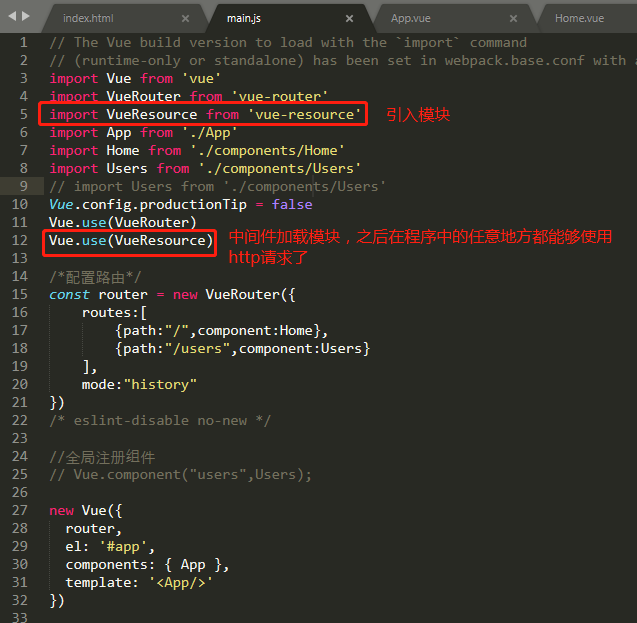 index.html × main.js × App.vue × Home.vue
1 // The Vue build version to load with the `import` command
2 // (runtime-only or standalone) has been set in webpack.base.conf with a
3 import Vue from 'vue'
4 import VueRouter from 'vue-router'
5 import VueResource from 'vue-resource' 引入模块
6 import App from './App'
7 import Home from './components/Home'
8 import Users from './components/Users'
9 // import Users from './components/Users'
10 Vue.config.productionTip = false
11 Vue.use(VueRouter)
12 Vue.use(VueResource) 中间件加载模块，之后在程序中的任意地方都能够使用
http请求了
13
14 /*配置路由*/
15 const router = new VueRouter({
16 routes:[
17 {path:"/",component:Home},
18 {path:"/users",component:Users}
19 ],
20 mode:"history"
21 })
22 /* eslint-disable no-new */
23
24 //全局注册组件
25 // Vue.component("users",Users);
26
27 new Vue({
28 router,
29 el: '#app',
30 components: { App },
31 template: '<App/>'
32 })
33